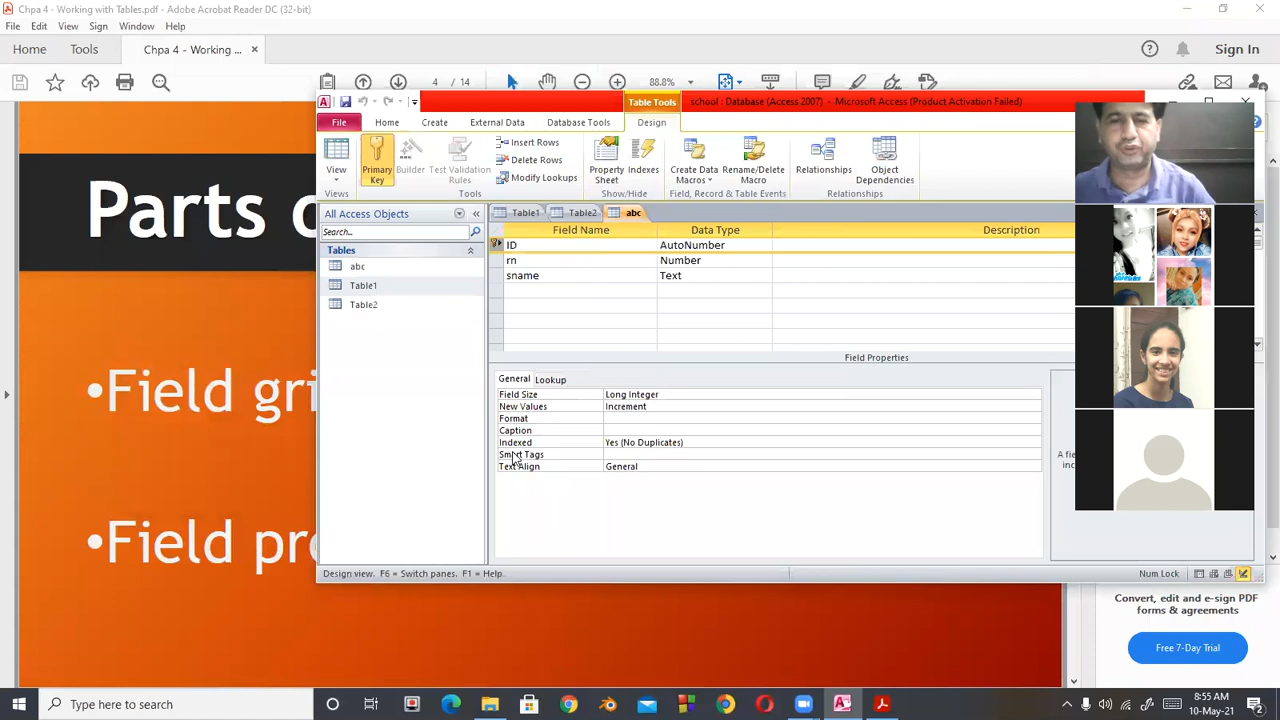 Chpa 4 - Working with Tables.pdf - Adobe Acrobat Reader DC (32-bit)
File Edit View Sign Window Help
Home Tools Chpa 4 - Working ... × Sign In
4 / 14 88.8%
Table Tools school : Database (Access 2007) - Microsoft Access (Product Activation Failed)
File Home Create External Data Database Tools Design
View Primary Key Builder Test Validation Rules Insert Rows Delete Rows Modify Lookups Property Sheet Indexes Create Data Macros Rename/Delete Macro Relationships Object Dependencies
Views Tools Show/Hide Field, Record & Table Events Relationships
All Access Objects
Search...
Tables
abc
Table1
Table2
Table1 Table2 abc
Field Name Data Type Description
ID AutoNumber
rn Number
sname Text
Field Properties
General Lookup
Field Size Long Integer
New Values Increment
Format
Caption
Indexed Yes (No Duplicates)
Smart Tags
Text Align General
A fie
inc
Design view. F6 = Switch panes. F1 = Help.
Num Lock
Parts o
•Field gri
•Field pro
Convert, edit and e-sign PDF
forms & agreements
Free 7-Day Trial
Type here to search
8:55 AM
10-May-21